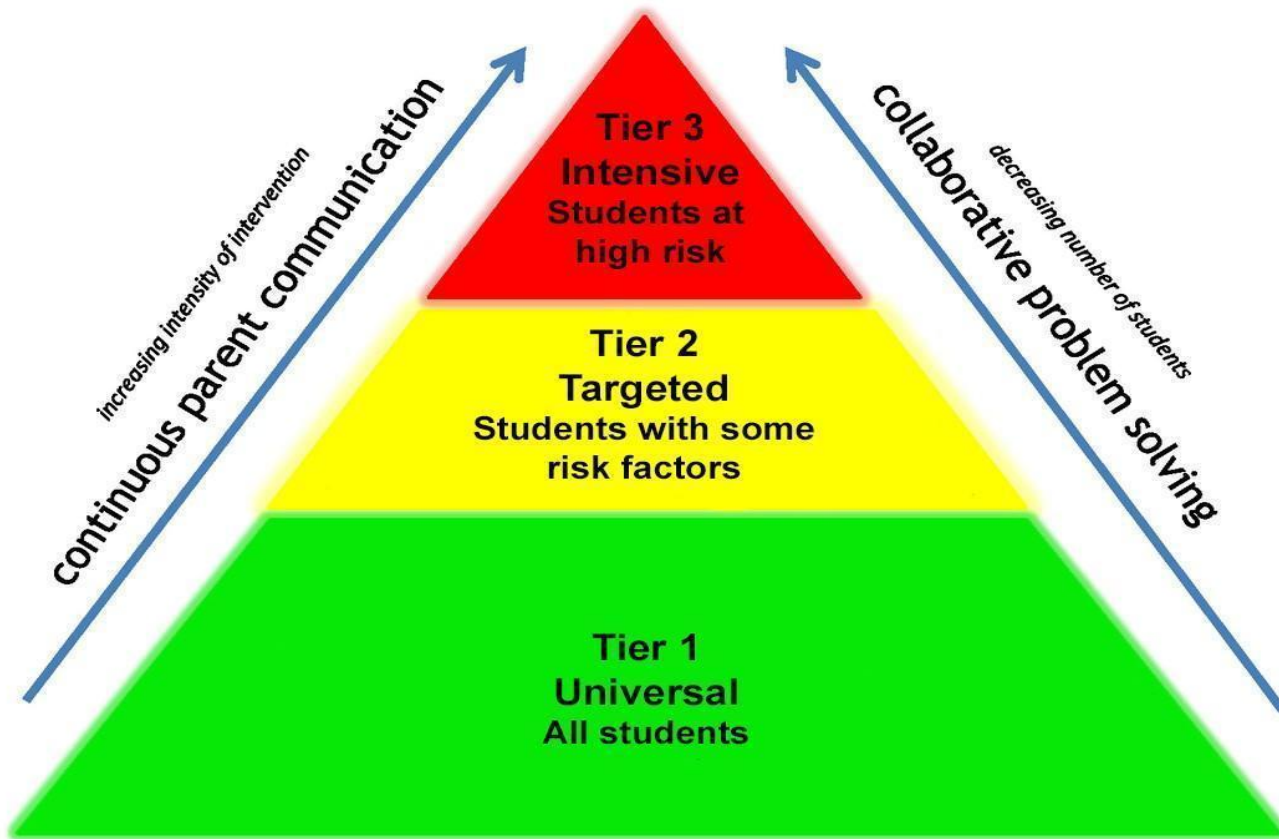 Tier 3
Intensive
Students at
high risk
Tier 2
Targeted
Students with some
risk factors
Tier 1
Universal
All students
increasing intensity of intervention
continuous parent communication
collaborative problem solving
decreasing number of students